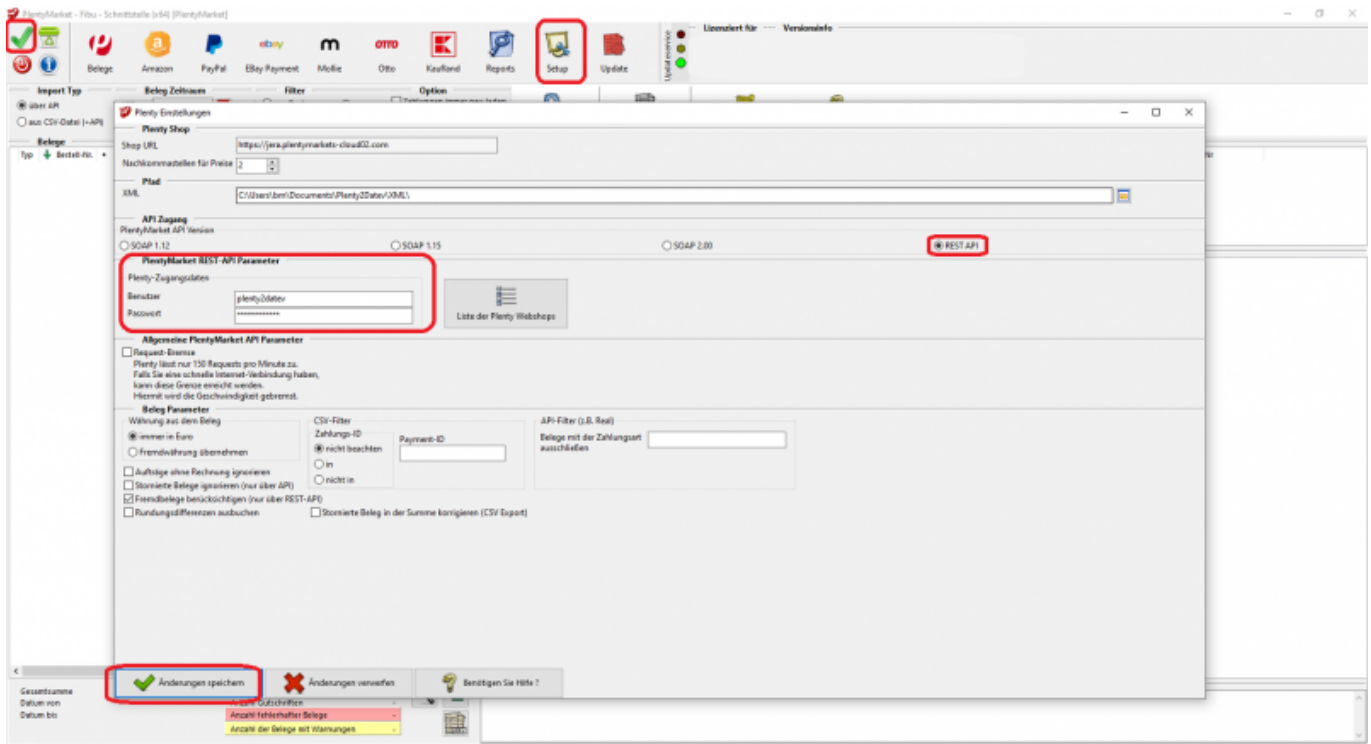 PlentyMarket - Fibu - Schnittstelle (x64) [PlentyMarket]
Belege
Amazon
PayPal
ebay
EBay Payment
Mollie
OTTO
Otto
Kaufland
Reports
Setup
Update
Updateservice
Lizenziert für
Versionsinfo
Import Typ
über API
aus CSV-Datei (+API)
Beleg Zeitraum
Filter
Option
Belege
Typ
Bestell-Nr.
Plenty Einstellungen
Plenty Shop
Shop URL
https://jera.plentymarkets-cloud02.com
Nachkommastellen für Preise
2
Pfad
XML
C:\Users\bm\Documents\Plenty2Datev\XML\
API Zugang
PlentyMarket API Version
SOAP 1.12
SOAP 1.15
SOAP 2.00
REST API
PlentyMarket REST-API Parameter
Plenty-Zugangsdaten
Benutzer
plenty2datev
Passwort
Liste der Plenty Webshops
Allgemeine PlentyMarket API Parameter
Request-Bremse
Plenty lässt nur 150 Requests pro Minute zu.
Falls Sie eine schnelle Internet-Verbindung haben,
kann diese Grenze erreicht werden.
Hiermit wird die Geschwindigkeit gebremst.
Beleg Parameter
Währung aus dem Beleg
immer in Euro
Fremdwährung übernehmen
CSV-Filter
Zahlungs-ID
nicht beachten
in
nicht in
Payment-ID
API-Filter (z.B. Real)
Belege mit der Zahlungsart
ausschließen
Aufträge ohne Rechnung ignorieren
Stornierte Belege ignorieren (nur über API)
Fremdbelege berücksichtigen (nur über REST-API)
Rundungsdifferenzen ausbuchen
Stornierte Beleg in der Summe korrigieren (CSV Export)
Änderungen speichern
Änderungen verwerfen
Benötigen Sie Hilfe ?
Gesamtsumme
Datum von
Datum bis
Anzahl Gutschriften
Anzahl fehlerhafter Belege
Anzahl der Belege mit Warnungen